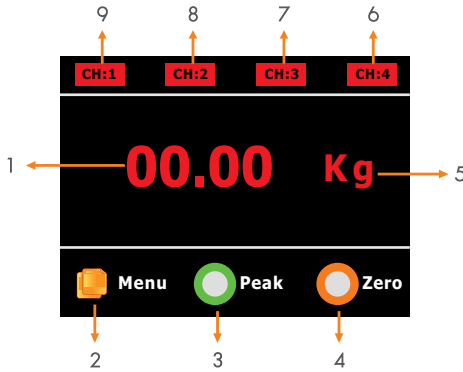 9 8 7 6
CH:1 CH:2 CH:3 CH:4
1 00.00 Kg 5
Menu Peak Zero
2 3 4